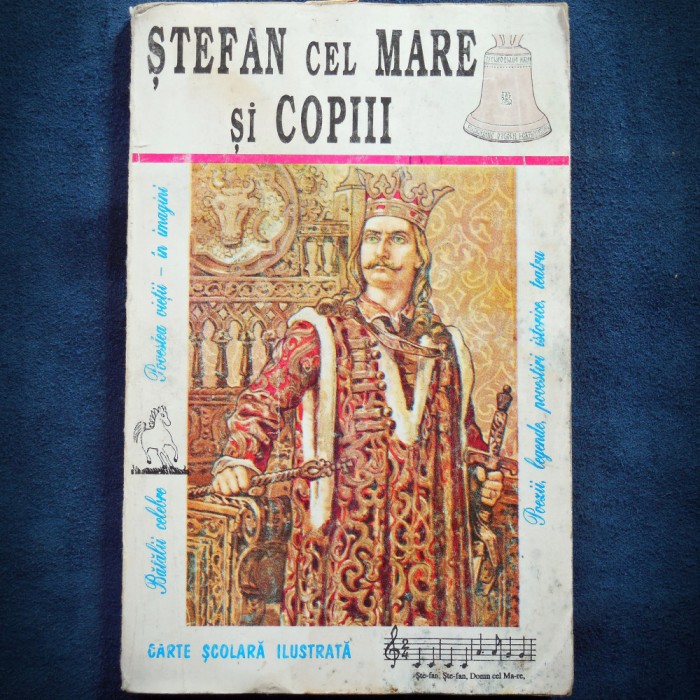 ȘTEFAN CEL MARE
și COPIII
Bătălii celebre
Povestea vieții - în imagini
Poezii, legende, povestiri istorice, teatru
CARTE ȘCOLARĂ ILUSTRATĂ
Ște-fan, Ște-fan, Domn cel Ma-re,